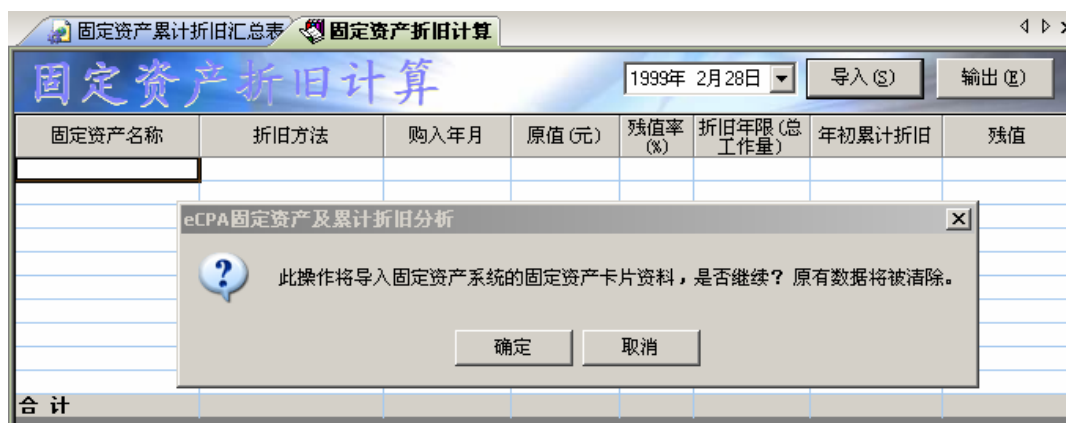 固定资产累计折旧汇总表 固定资产折旧计算
固定资产折旧计算 1999年 2月28日 导入(S) 输出(E)
固定资产名称 折旧方法 购入年月 原值(元) 残值率(%) 折旧年限(总工作量) 年初累计折旧 残值
eCPA固定资产及累计折旧分析
此操作将导入固定资产系统的固定资产卡片资料，是否继续？原有数据将被清除。
确定 取消
合 计